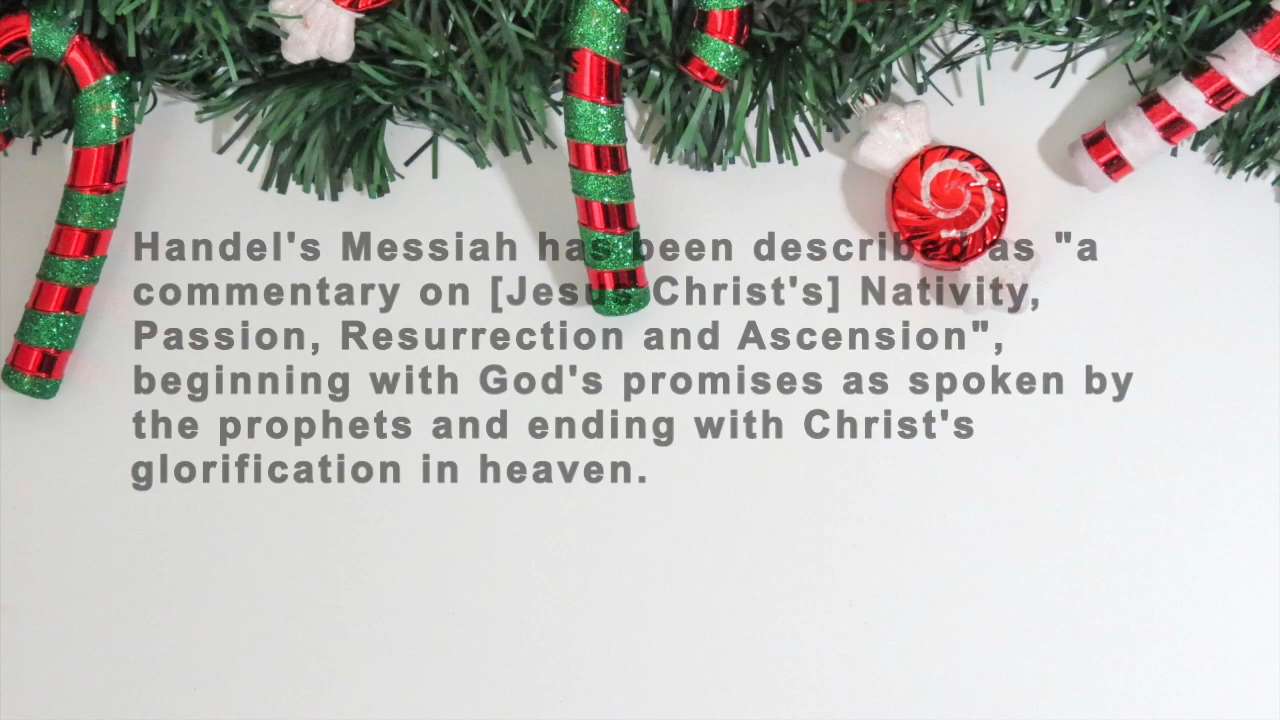 Handel's Messiah has been described as "a
commentary on [Jesus Christ's] Nativity,
Passion, Resurrection and Ascension",
beginning with God's promises as spoken by
the prophets and ending with Christ's
glorification in heaven.